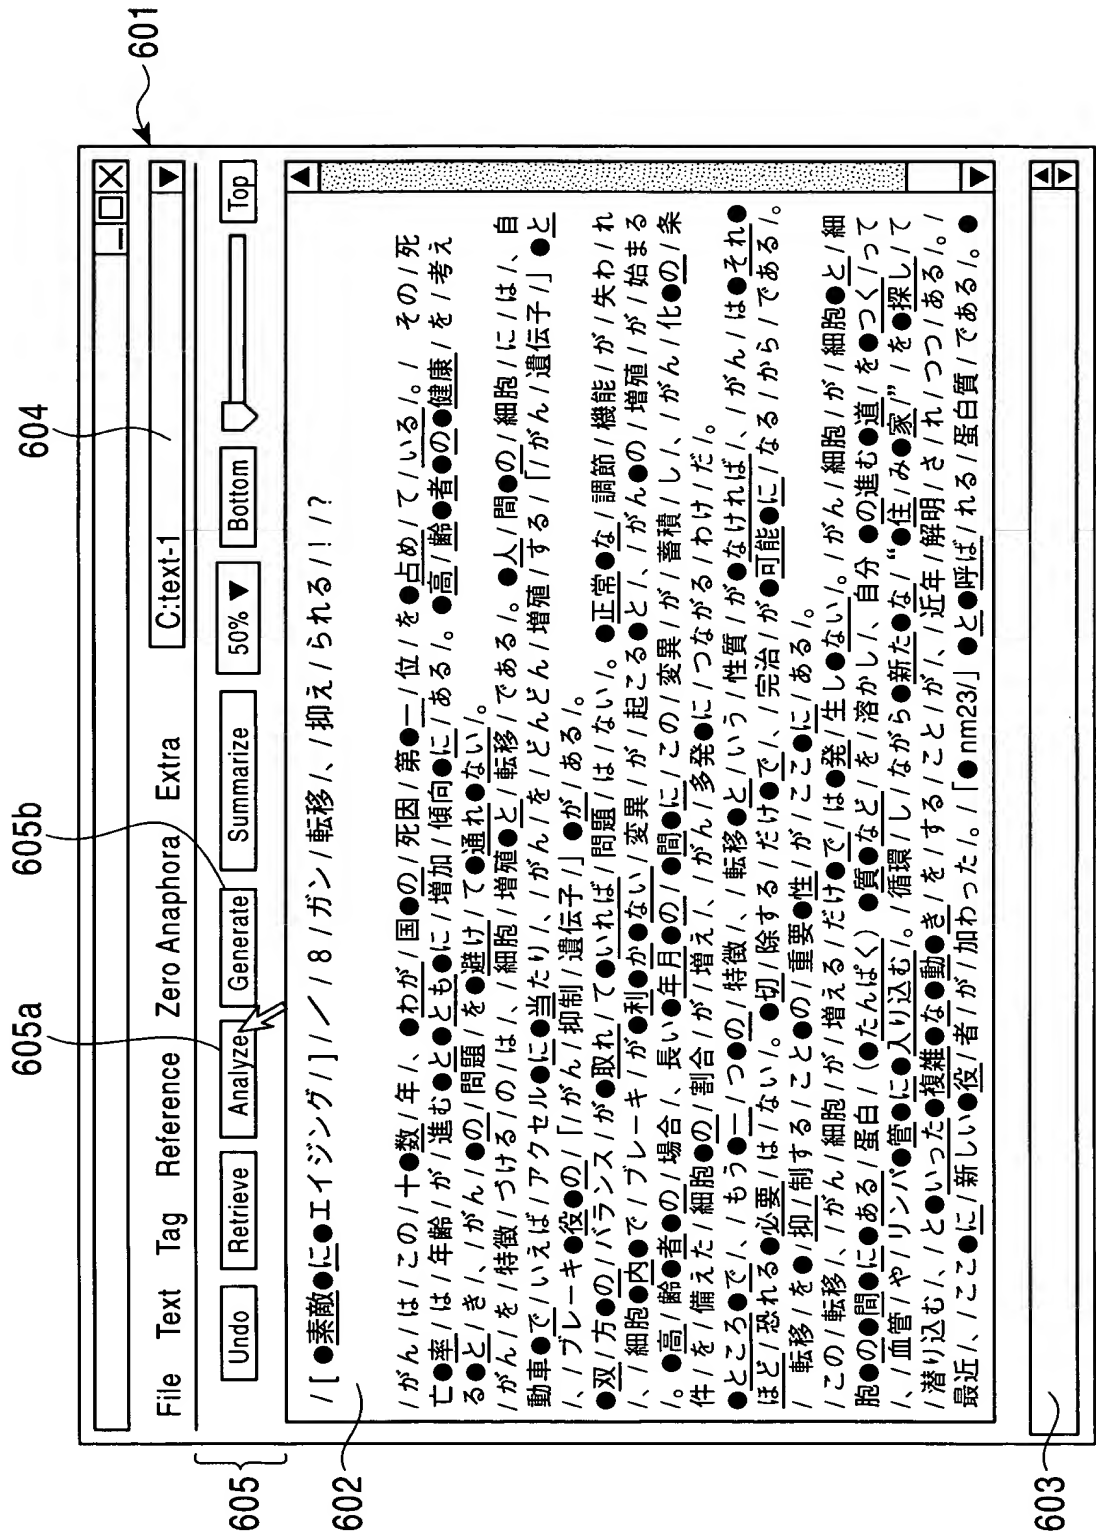 601
604
605b
605a
File Text Tag Reference Zero Anaphora Extra
C:text-1
605
Undo Retrieve Analyze Generate Summarize 50% ▼ Bottom Top
602
/ [ ●素敵●に●エイジング / ] / ／ / 8 / ガン / 転移 / 、/ 抑え / られる / ! / ?
/ がん / は / この / 十●数 / 年 / 、●わが / 国●の / 死因 / 第●一 / 位 / を●占め / て / いる / 。/ その / 死
亡●率 / は / 年齢 / が / 進む●と●とも●に / 増加 / 傾向●に / ある / 。●高 / 齢●者●の●健康 / を / 考え
る●と / き / 、/ がん / ●の / 問題 / を●避け / て●通れ●ない / 。
/ がん / を / 特徴 / づける / の / は / 、/ 細胞 / 増殖●と / 転移 / である / 。●人 / 間●の / 細胞 / に / は / 、自
動車●で / いえば / アクセル●に●当たり / 、/ がん / を / どんどん / 増殖 / する / 「 / がん / 遺伝子 / 」●と
/ 、/ ブレーキ●役●の / 「 / がん / 抑制 / 遺伝子 / 」●が / ある / 。
●双 / 方●の / バランス / が●取れ / て●いれば / 問題 / は / ない / 。●正常●な / 調節 / 機能 / が / 失わ / れ
/ 、/ 細胞●内●で / ブレーキ / が●利●か●ない / 変異 / が / 起こる●と / 、/ がん●の / 増殖 / が / 始まる
/ 。●高 / 齢●者●の / 場合 / 、長い●年月●の / ●間●に / この / 変異 / が / 蓄積 / し / 、/ がん / 化●の / 条
件 / を / 備えた / 細胞●の / 割合 / が / 増え / 、/ がん / 多発●に / つながる / わけ / だ / 。
●ところ●で / 、/ もう●一 / つ●の / 特徴 / 、/ 転移●と / いう / 性質 / が●なければ / 、/ がん / は●それ●
ほど / 恐れる●必要 / は / ない / 。●切 / 除する / だけ●で / 、/ 完治 / が●可能●に / なる / から / である / 。
/ 転移 / を● / 抑 / 制する / こと●の / 重要●性 / が / ここ●に / ある / 。
/ この / 転移 / 、/ がん / 細胞 / が / 増える / だけ●で / は●発 / 生し●ない / 。/ がん / 細胞 / が / 細胞●と / 細
胞●の●間●に●ある / 蛋白 / (●たんぱく) ●質●など / を / 溶かし / 、自分 ●の進む●道 / を●つく / って
/ 、/ 血管 / や / リンパ●管●に●入り込む / 。/ 循環 / し / ながら●新た●な / “●住 / み●家 / ” / を●探し / て
/ 潜り込む / 、/ と●いった●複雑●な●動●き / を / する / こと / が / 、/ 近年 / 解明 / さ / れ / つつ / ある / 。/
最近 / 、/ ここ●に / 新しい●役 / 者 / が / 加わった / 。/ 「●nm23/」●と●呼ば / れる / 蛋白質 / である / 。●
603